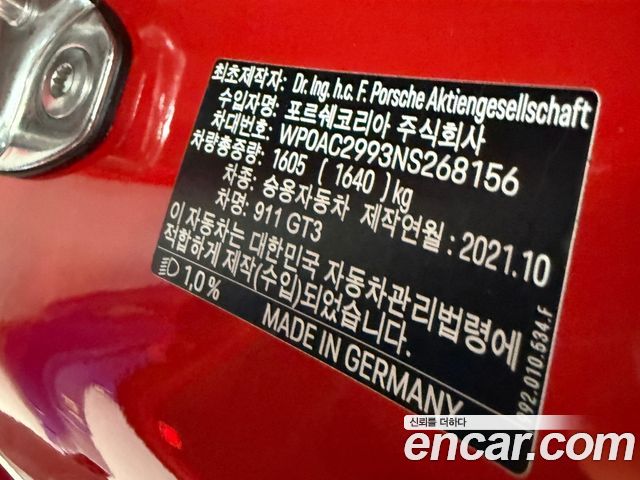 최초제작자: Dr. Ing. h.c. F. Porsche Aktiengesellschaft
수입자명: 포르쉐코리아 주식회사
차대번호: WP0AC2993NS268156
차량총중량: 1605 ( 1640 ) kg
차종: 승용자동차 제작연월: 2021.10
차명: 911 GT3
이 자동차는 대한민국 자동차관리법령에
적합하게 제작(수입)되었습니다.
1,0 %
MADE IN GERMANY
92.010.534.F
신뢰를 더하다
encar.com